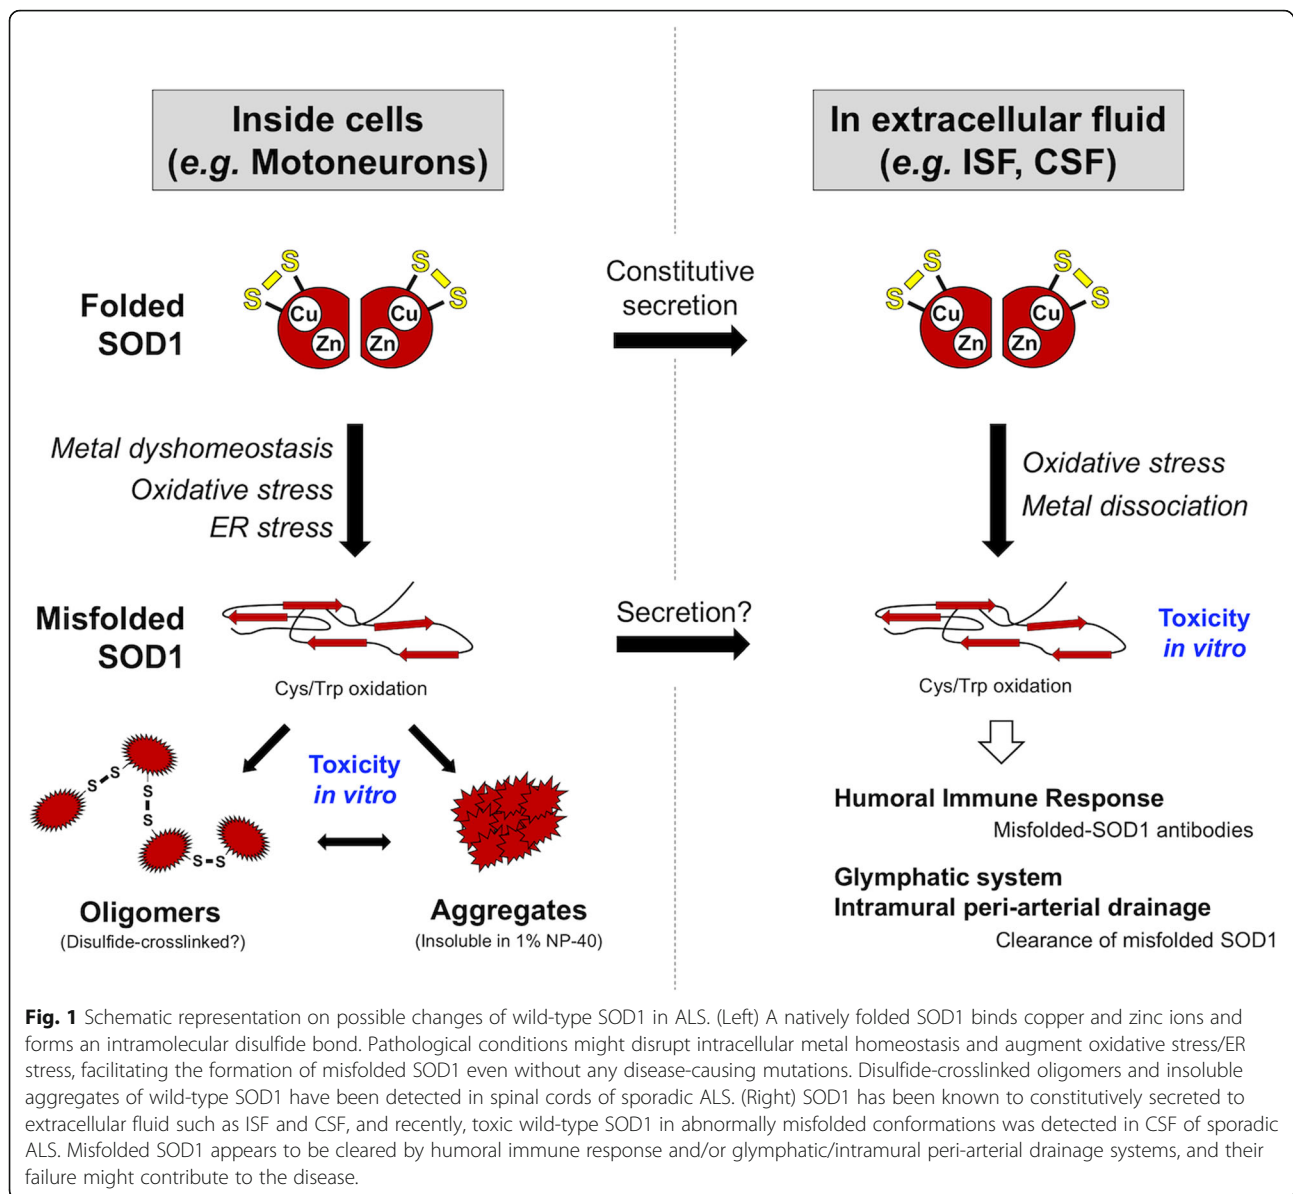 Inside cells
(e.g. Motoneurons)
In extracellular fluid
(e.g. ISF, CSF)
Folded
SOD1
S
S
Cu
Zn
S
S
Cu
Zn
Constitutive
secretion
S
S
Cu
Zn
S
S
Cu
Zn
Metal dyshomeostasis
Oxidative stress
ER stress
Oxidative stress
Metal dissociation
Misfolded
SOD1
Cys/Trp oxidation
Secretion?
Cys/Trp oxidation
Toxicity
in vitro
S-S
S-S
S-S
Toxicity
in vitro
Oligomers
(Disulfide-crosslinked?)
Aggregates
(Insoluble in 1% NP-40)
Humoral Immune Response
Misfolded-SOD1 antibodies
Glymphatic system
Intramural peri-arterial drainage
Clearance of misfolded SOD1
Fig. 1 Schematic representation on possible changes of wild-type SOD1 in ALS. (Left) A natively folded SOD1 binds copper and zinc ions and
forms an intramolecular disulfide bond. Pathological conditions might disrupt intracellular metal homeostasis and augment oxidative stress/ER
stress, facilitating the formation of misfolded SOD1 even without any disease-causing mutations. Disulfide-crosslinked oligomers and insoluble
aggregates of wild-type SOD1 have been detected in spinal cords of sporadic ALS. (Right) SOD1 has been known to constitutively secreted to
extracellular fluid such as ISF and CSF, and recently, toxic wild-type SOD1 in abnormally misfolded conformations was detected in CSF of sporadic
ALS. Misfolded SOD1 appears to be cleared by humoral immune response and/or glymphatic/intramural peri-arterial drainage systems, and their
failure might contribute to the disease.